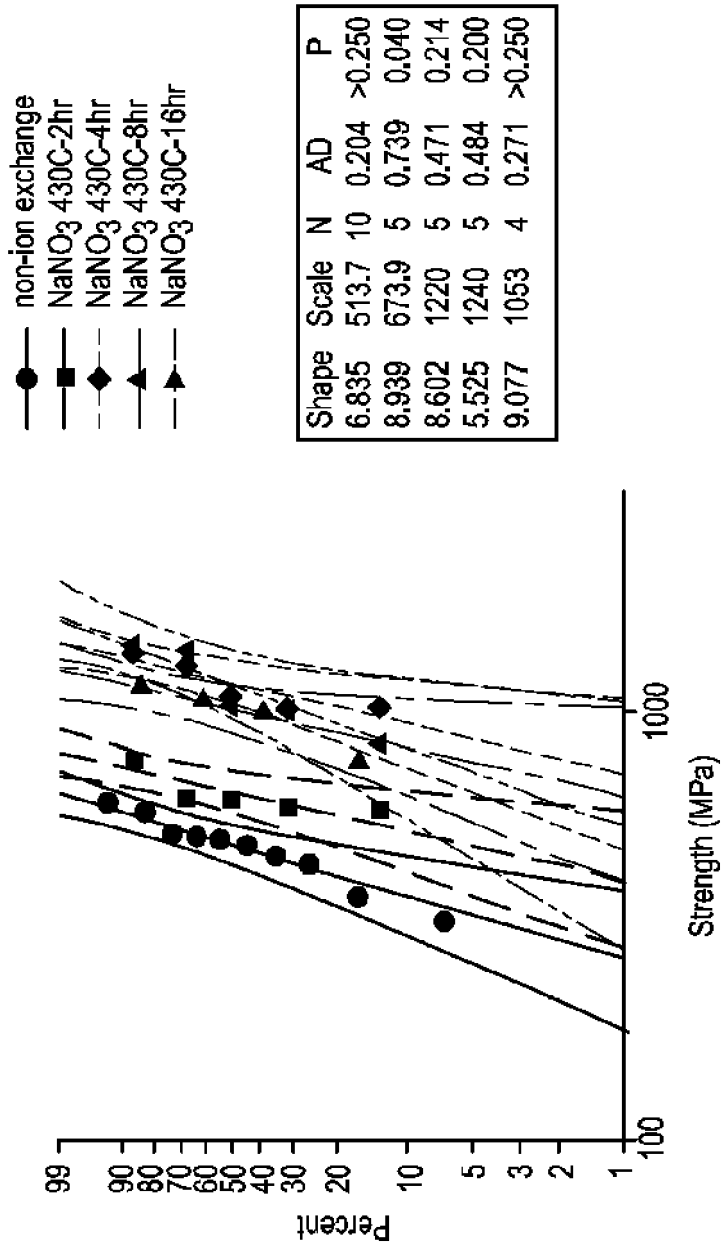 non-ion exchange
NaNO3 430C-2hr
NaNO3 430C-4hr
NaNO3 430C-8hr
NaNO3 430C-16hr
Shape Scale N AD P
6.835 513.7 10 0.204 >0.250
8.939 673.9 5 0.739 0.040
8.602 1220 5 0.471 0.214
5.525 1240 5 0.484 0.200
9.077 1053 4 0.271 >0.250
Percent
99
90
80
70
60
50
40
30
20
10
5
3
2
1
100 1000
Strength (MPa)